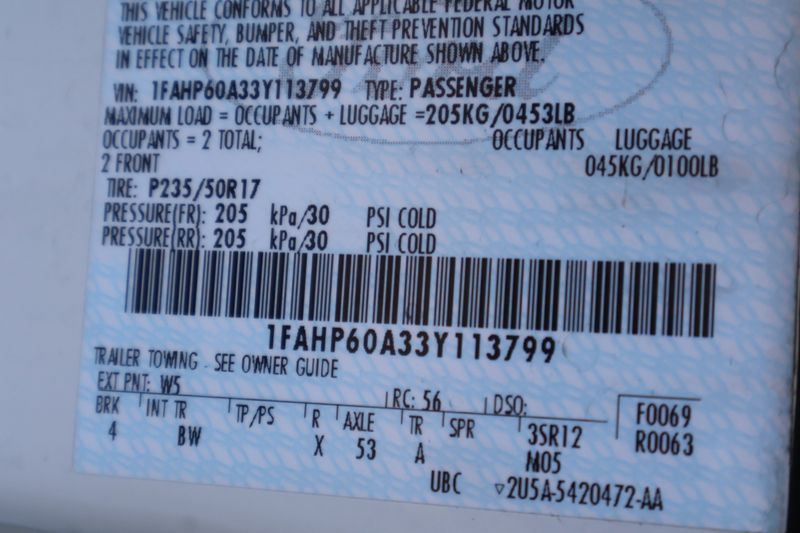 THIS VEHICLE CONFORMS TO ALL APPLICABLE FEDERAL MOTOR
VEHICLE SAFETY, BUMPER, AND THEFT PREVENTION STANDARDS
IN EFFECT ON THE DATE OF MANUFACTURE SHOWN ABOVE.
VIN: 1FAHP60A33Y113799 TYPE: PASSENGER
MAXIMUM LOAD = OCCUPANTS + LUGGAGE =205KG/0453LB
OCCUPANTS = 2 TOTAL; OCCUPANTS LUGGAGE
2 FRONT 045KG/0100LB
TIRE: P235/50R17
PRESSURE(FR): 205 kPa/30 PSI COLD
PRESSURE(RR): 205 kPa/30 PSI COLD
1FAHP60A33Y113799
TRAILER TOWING - SEE OWNER GUIDE
EXT PNT: W5 RC: 56 DSO: F0069
BRK INT TR TP/PS R AXLE TR SPR 3SR12 R0063
4 BW X 53 A M05
UBC ▽2U5A-5420472-AA